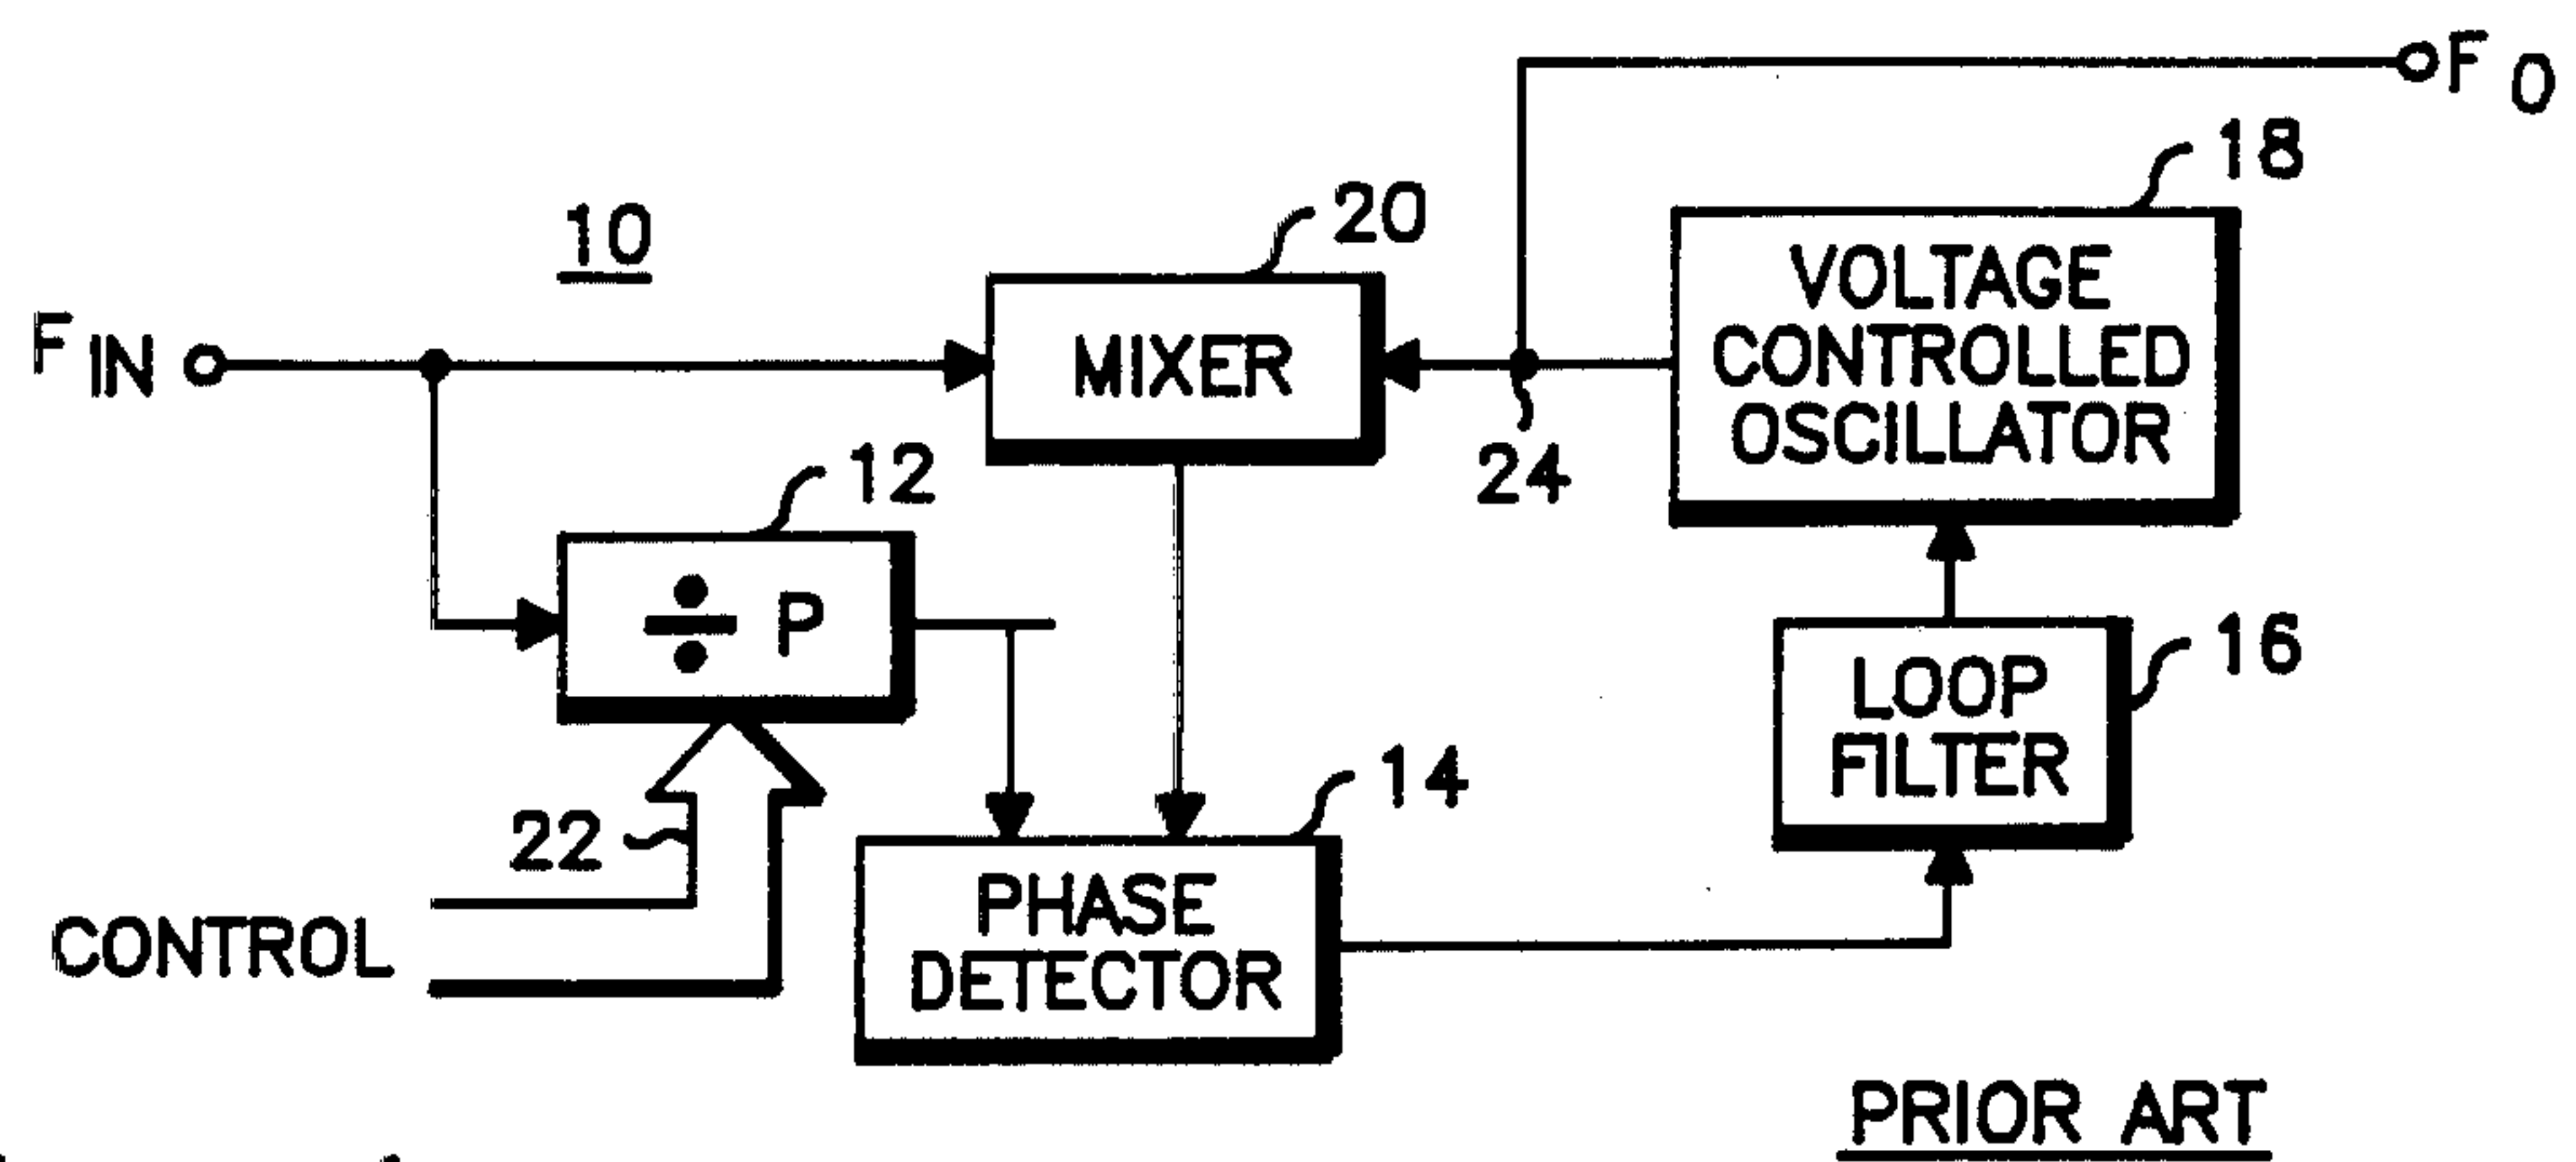 F O
18
20
10
VOLTAGE
CONTROLLED
OSCILLATOR
F IN
MIXER
24
12
÷ P
16
LOOP
FILTER
14
22
PHASE
DETECTOR
CONTROL
PRIOR ART